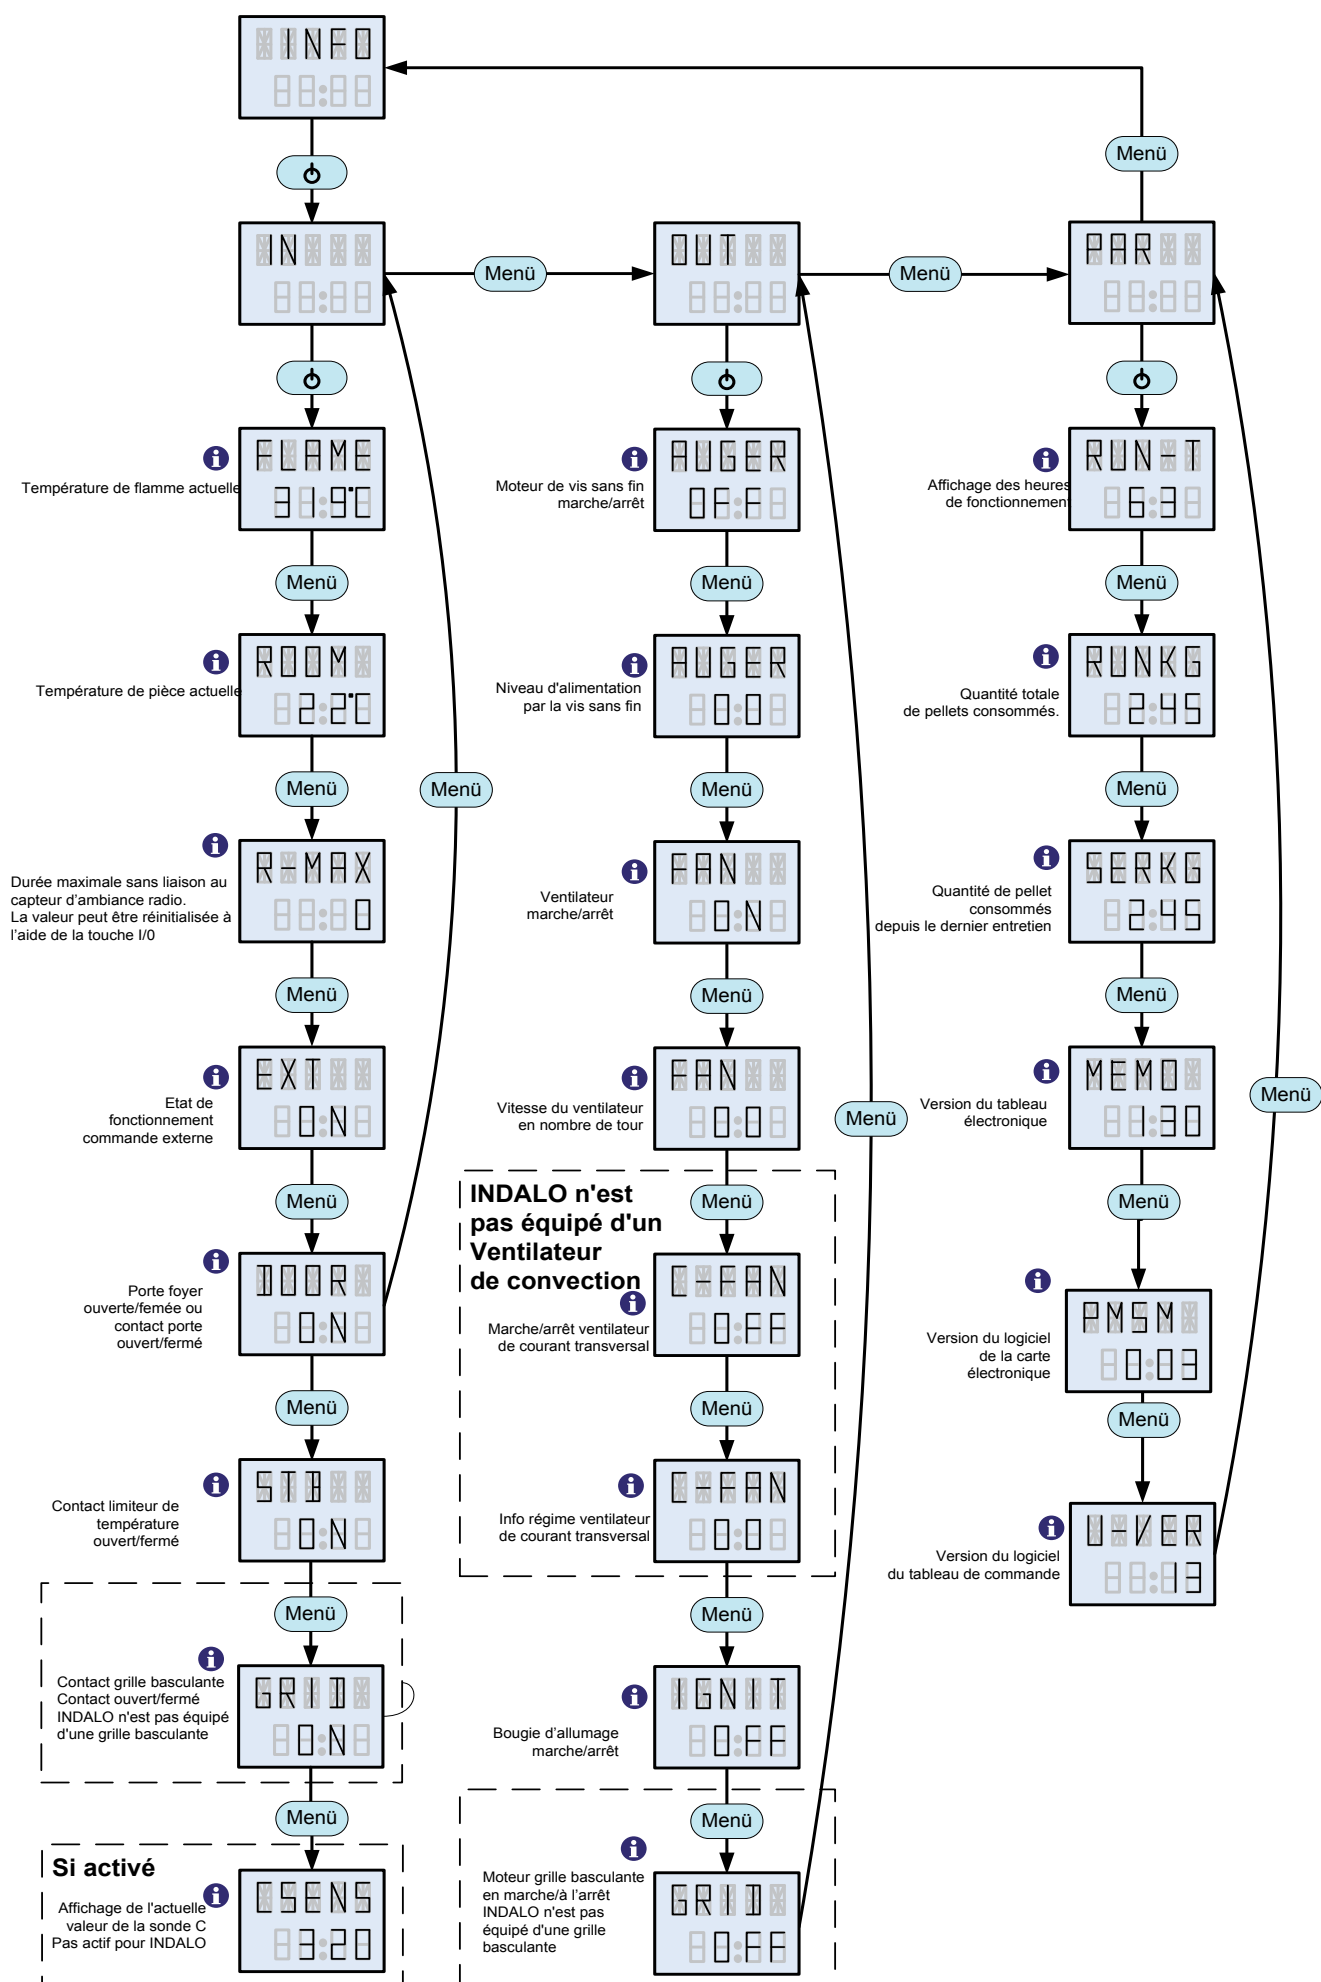 INFO
Menü
IN
Menü
OUT
Menü
PAR
FLAME
319°C
Température de flamme actuelle
Menü
ROOM
22°C
Température de pièce actuelle
Menü
R-MAX
0
Durée maximale sans liaison au
capteur d'ambiance radio.
La valeur peut être réinitialisée à
l'aide de la touche I/0
Menü
EXT
ON
Etat de
fonctionnement
commande externe
Menü
DOOR
ON
Porte foyer
ouverte/femée ou
contact porte
ouvert/fermé
Menü
Menü
STB
ON
Contact limiteur de
température
ouvert/fermé
Menü
GRID
ON
Contact grille basculante
Contact ouvert/fermé
INDALO n'est pas équipé
d'une grille basculante
Menü
Si activé
CSENS
3:20
Affichage de l'actuelle
valeur de la sonde C
Pas actif pour INDALO
AUGER
OFF
Moteur de vis sans fin
marche/arrêt
Menü
AUGER
00
Niveau d'alimentation
par la vis sans fin
Menü
FAN
ON
Ventilateur
marche/arrêt
Menü
FAN
00
Vitesse du ventilateur
en nombre de tour
Menü
INDALO n'est
pas équipé d'un
Ventilateur
de convection
C-FAN
OFF
Marche/arrêt ventilateur
de courant transversal
Menü
C-FAN
00
Info régime ventilateur
de courant transversal
Menü
IGNIT
OFF
Bougie d'allumage
marche/arrêt
Menü
GRID
OFF
Moteur grille basculante
en marche/à l'arrêt
INDALO n'est pas
équipé d'une grille
basculante
Menü
RUN-T
63
Affichage des heures
de fonctionnement
Menü
RUNKG
245
Quantité totale
de pellets consommés.
Menü
SERKG
245
Quantité de pellet
consommés
depuis le dernier entretien
Menü
MEMO
130
Version du tableau
électronique
Menü
PMSM
0:03
Version du logiciel
de la carte
électronique
Menü
U-VER
13
Version du logiciel
du tableau de commande
Menü